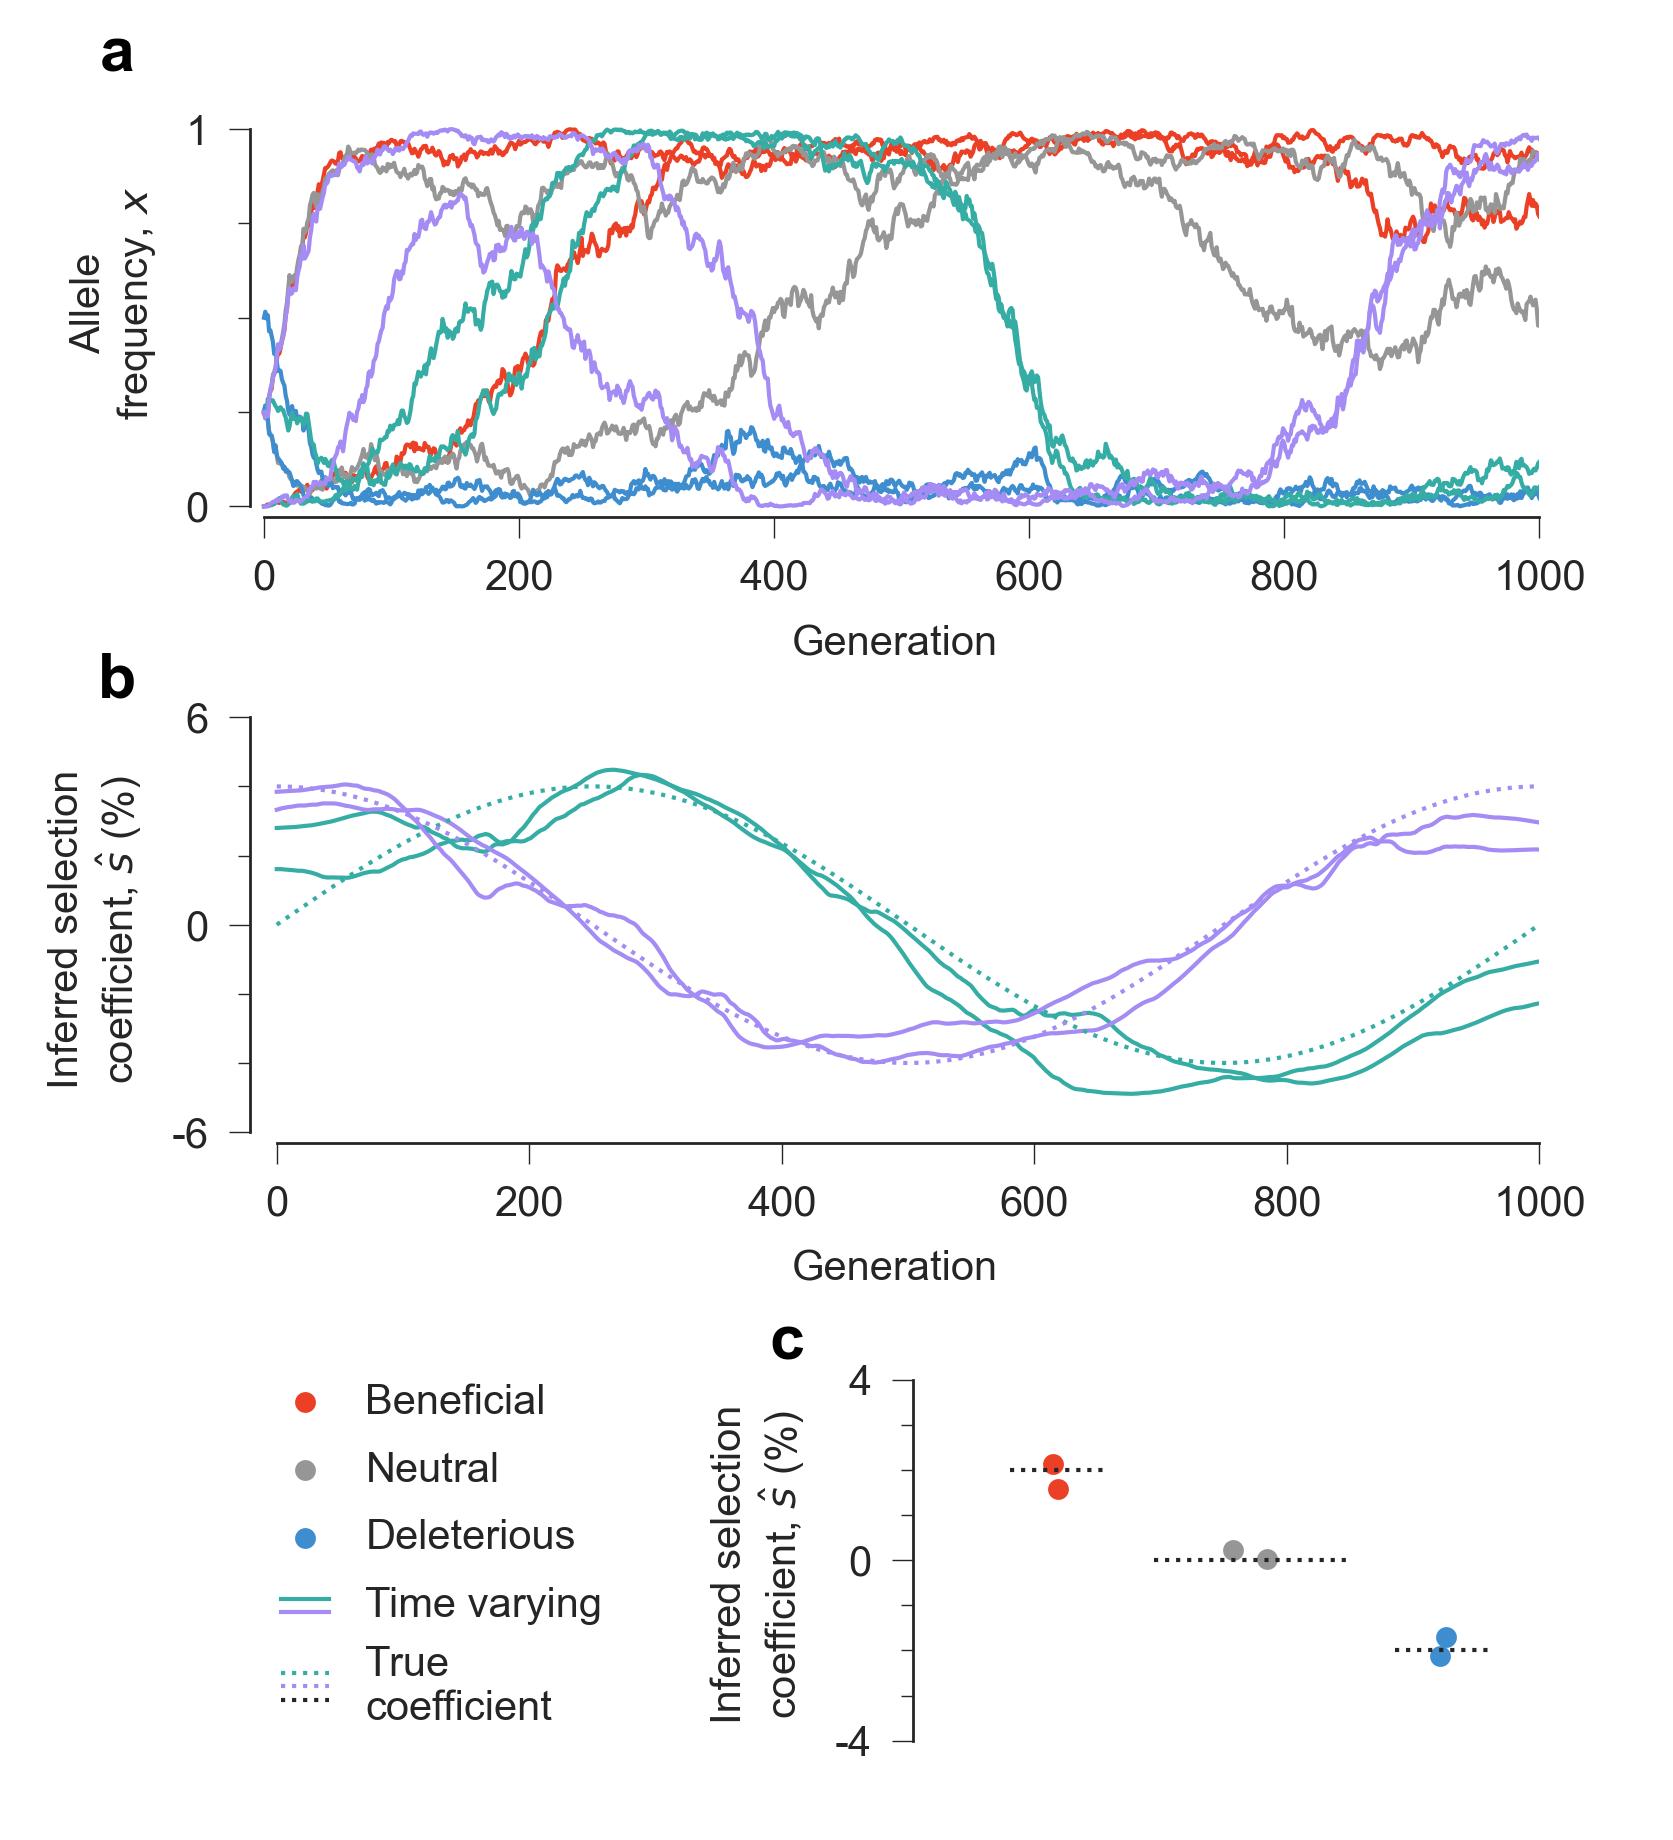 a
1
0
Allele
frequency, x
0 200 400 600 800 1000
Generation
b
6
0
-6
Inferred selection
coefficient, ŝ (%)
0 200 400 600 800 1000
Generation
Beneficial
Neutral
Deleterious
Time varying
True
coefficient
c
4
0
-4
Inferred selection
coefficient, ŝ (%)